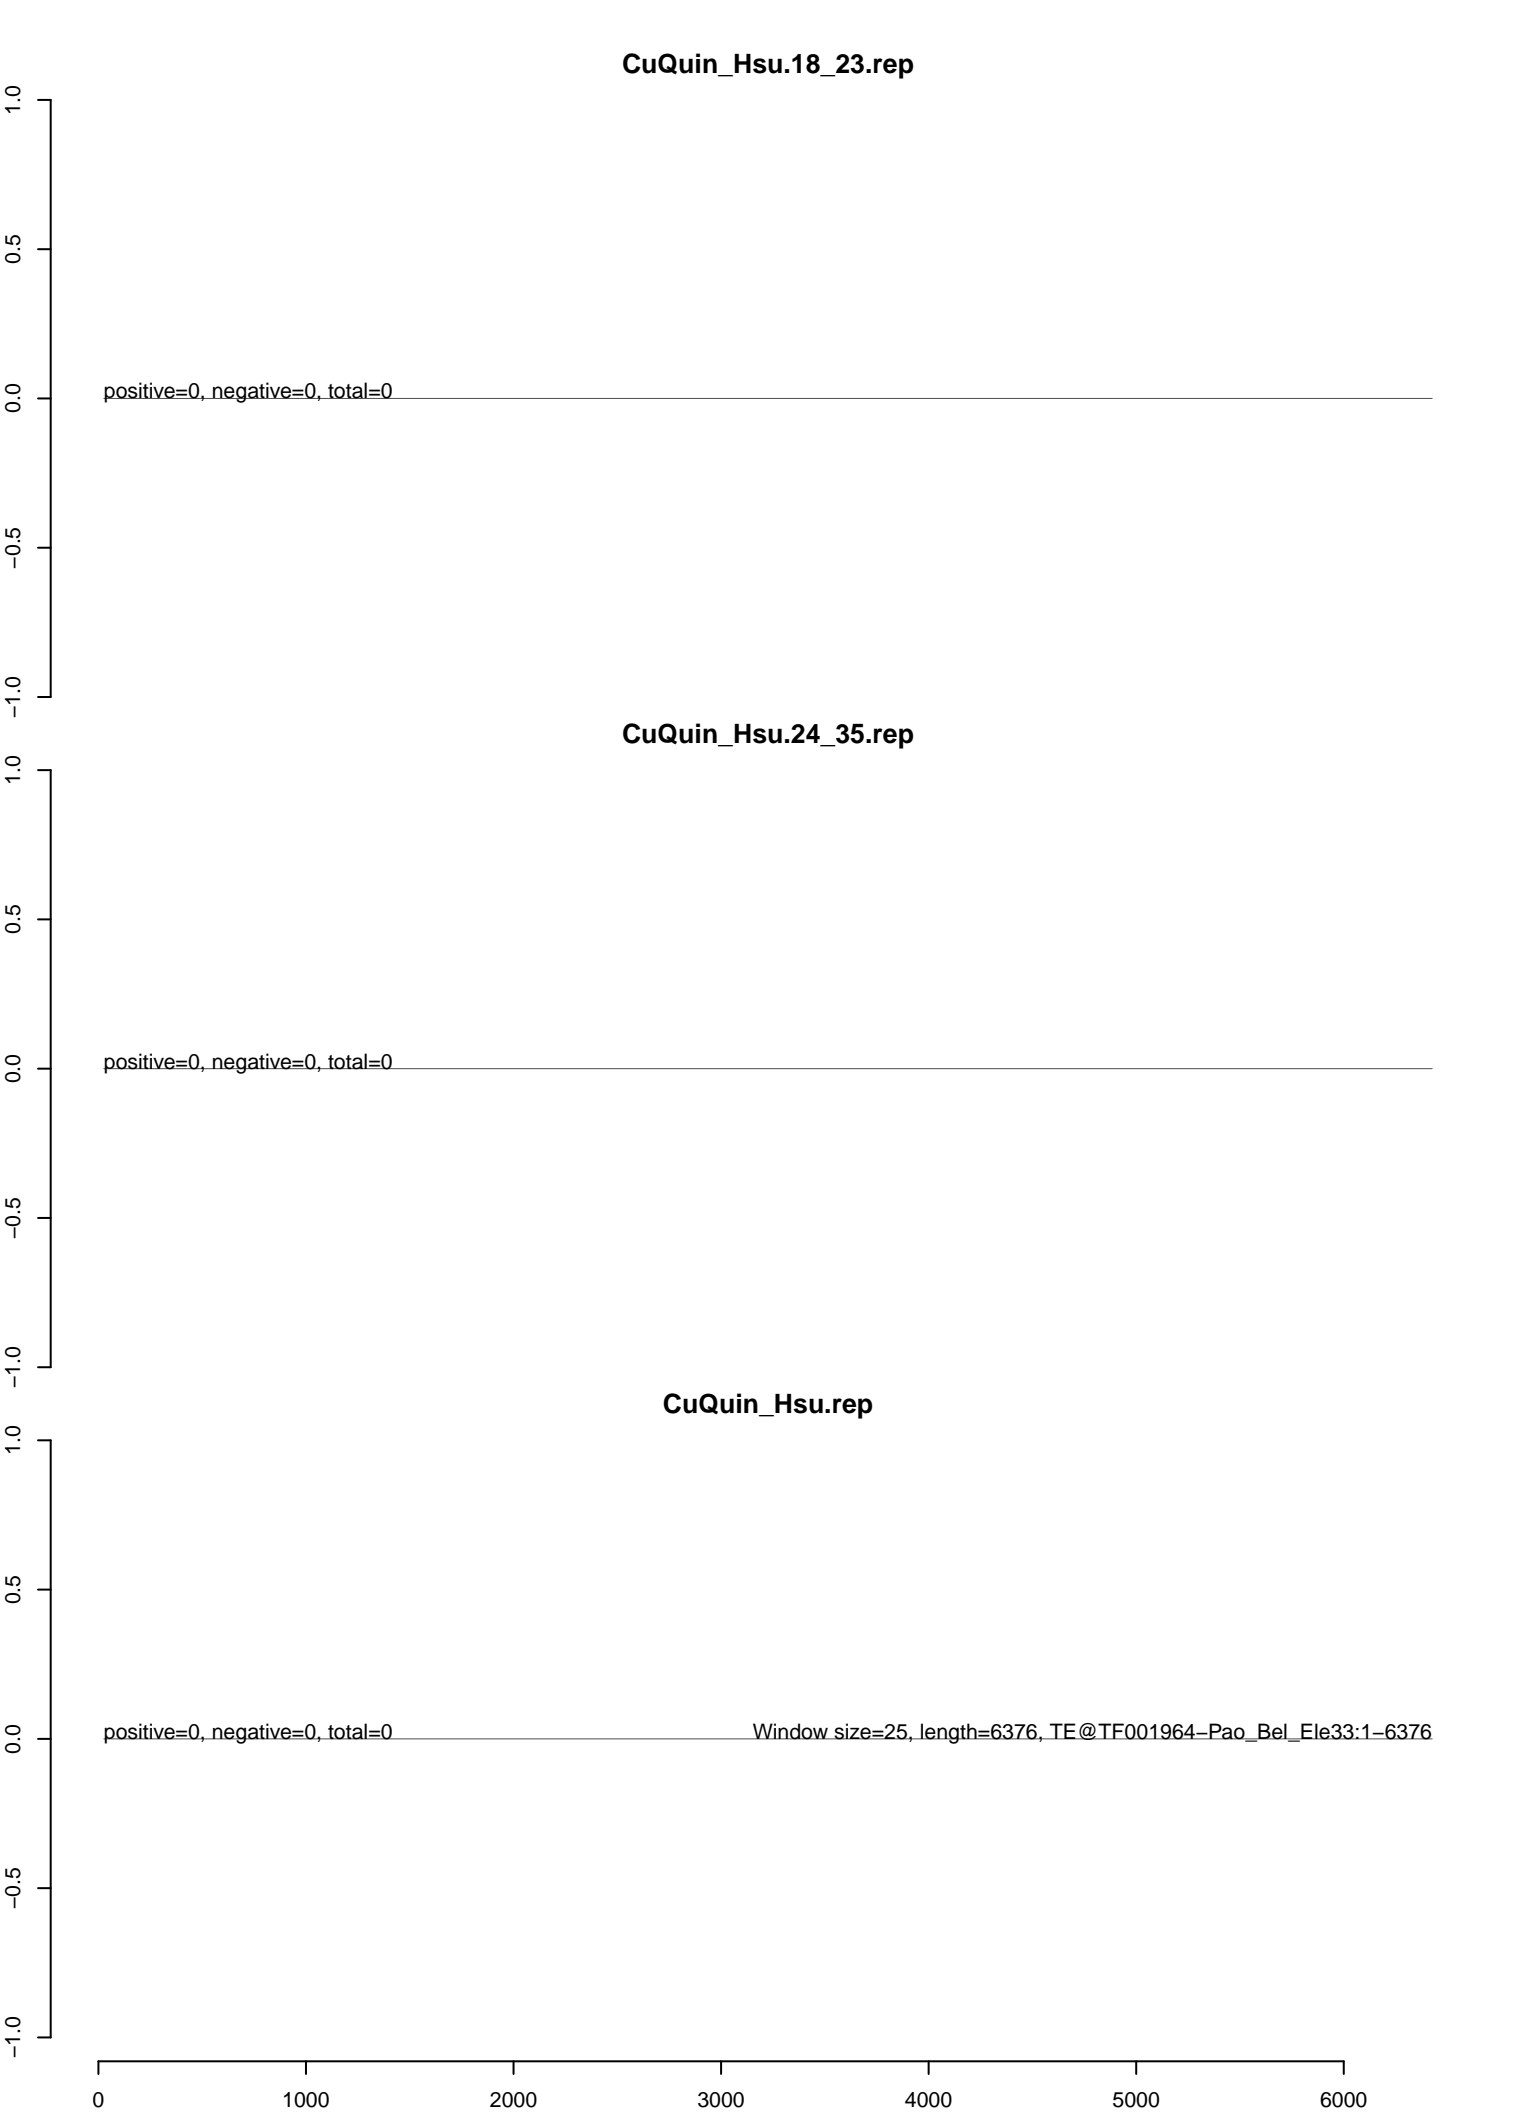 CuQuin_Hsu.18_23.rep
1.0
0.5
0.0
−0.5
−1.0
positive=0, negative=0, total=0
CuQuin_Hsu.24_35.rep
1.0
0.5
0.0
−0.5
−1.0
positive=0, negative=0, total=0
CuQuin_Hsu.rep
1.0
0.5
0.0
−0.5
−1.0
positive=0, negative=0, total=0
Window size=25, length=6376, TE@TF001964−Pao_Bel_Ele33:1−6376
0 1000 2000 3000 4000 5000 6000